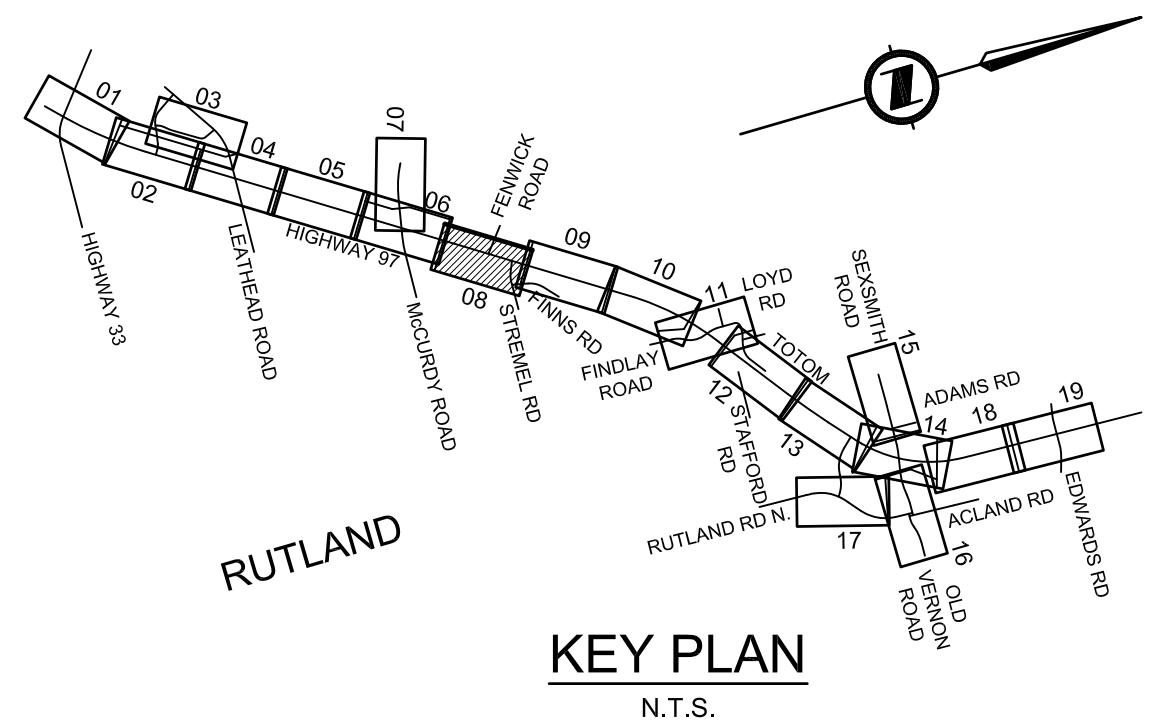 01
03
04
05
07
02
06
FENWICK
ROAD
HIGHWAY 33
LEATHEAD ROAD
HIGHWAY 97
McCURDY ROAD
08
09
10
STREMEL RD
FINNS RD
11
LOYD
RD
FINDLAY
ROAD
12
TOTOM
STAFFORD
RD
13
SEXSMITH
ROAD
15
ADAMS RD
14
18
19
RUTLAND RD N.
17
ACLAND RD
16
OLD
VERNON
ROAD
EDWARDS RD
RUTLAND
KEY PLAN
N.T.S.